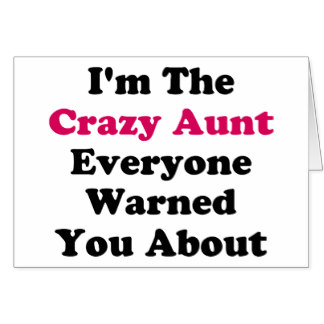 I'm The
Crazy Aunt
Everyone
Warned
You About